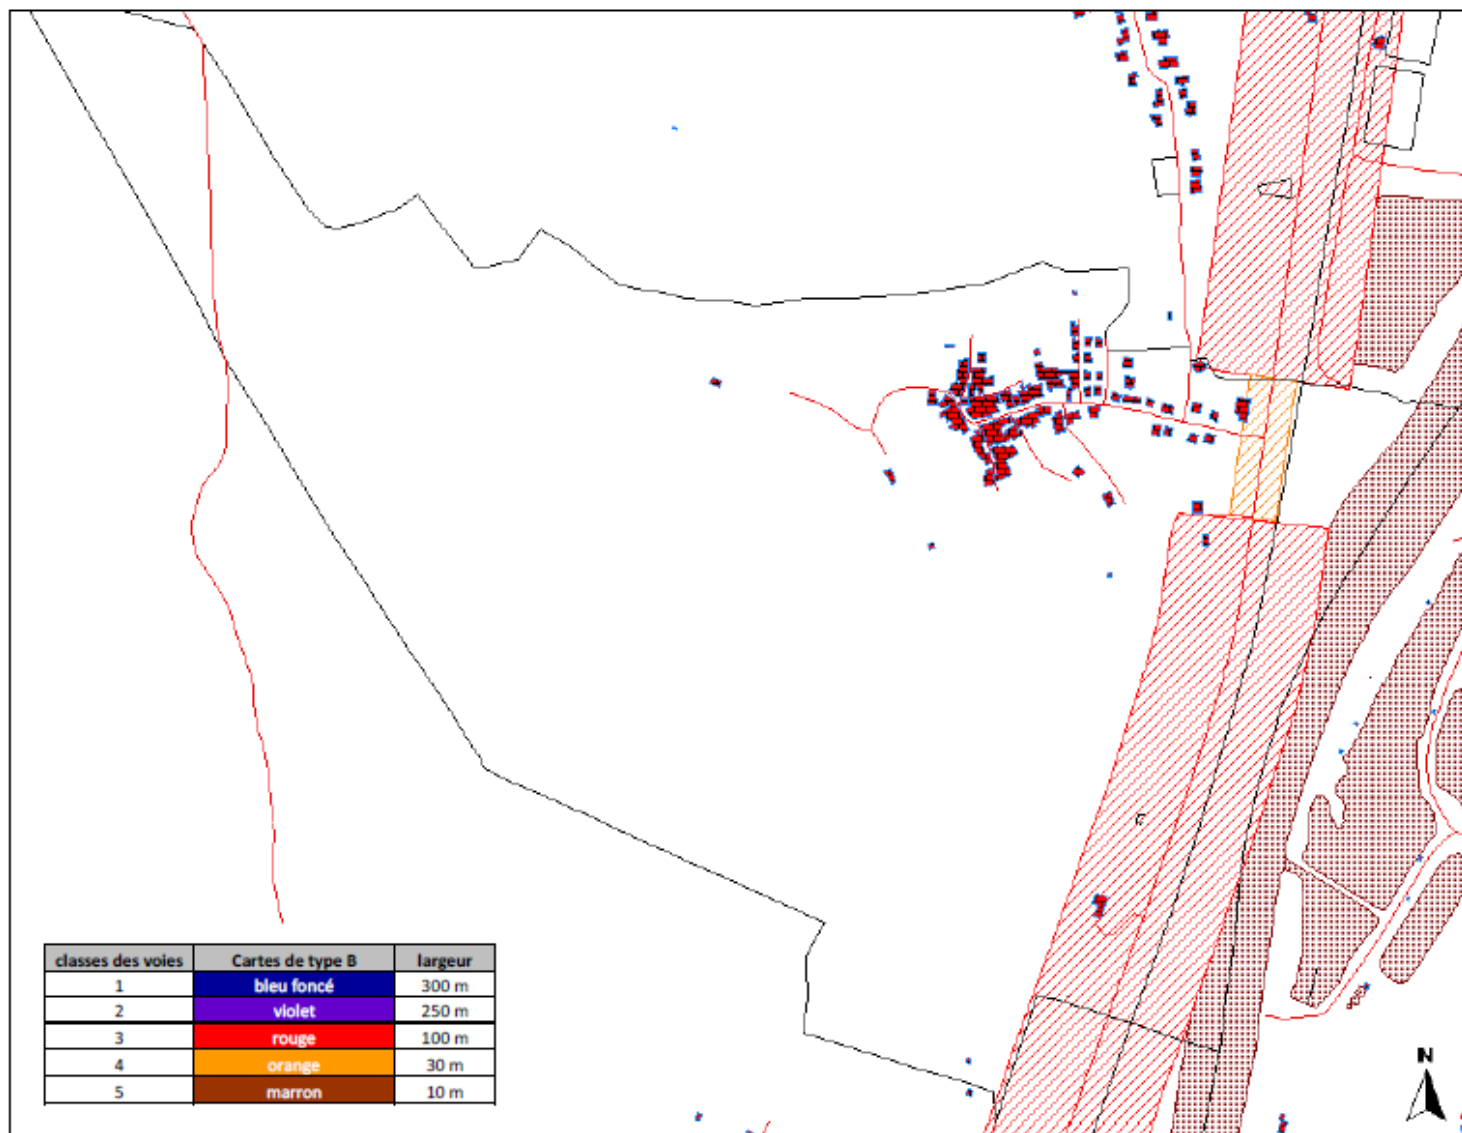 classes des voies Cartes de type B largeur
1 bleu foncé 300 m
2 violet 250 m
3 rouge 100 m
4 orange 30 m
5 marron 10 m
N